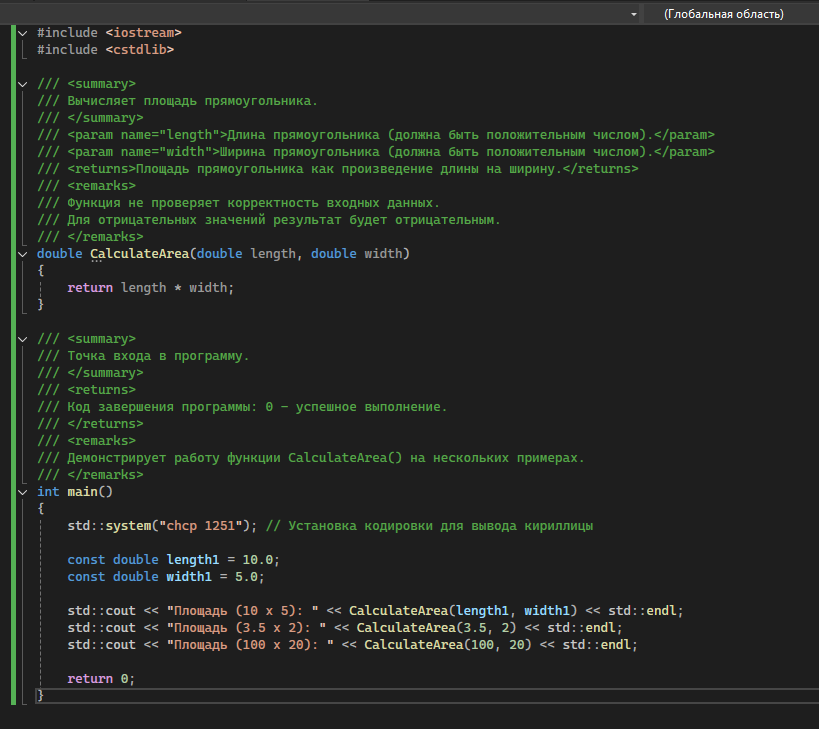 (Глобальная область)
#include <iostream>
#include <cstdlib>
/// <summary>
/// Вычисляет площадь прямоугольника.
/// </summary>
/// <param name="length">Длина прямоугольника (должна быть положительным числом).</param>
/// <param name="width">Ширина прямоугольника (должна быть положительным числом).</param>
/// <returns>Площадь прямоугольника как произведение длины на ширину.</returns>
/// <remarks>
/// Функция не проверяет корректность входных данных.
/// Для отрицательных значений результат будет отрицательным.
/// </remarks>
double CalculateArea(double length, double width)
{
    return length * width;
}
/// <summary>
/// Точка входа в программу.
/// </summary>
/// <returns>
/// Код завершения программы: 0 – успешное выполнение.
/// </returns>
/// <remarks>
/// Демонстрирует работу функции CalculateArea() на нескольких примерах.
/// </remarks>
int main()
{
    std::system("chcp 1251"); // Установка кодировки для вывода кириллицы
    const double length1 = 10.0;
    const double width1 = 5.0;
    std::cout << "Площадь (10 x 5): " << CalculateArea(length1, width1) << std::endl;
    std::cout << "Площадь (3.5 x 2): " << CalculateArea(3.5, 2) << std::endl;
    std::cout << "Площадь (100 x 20): " << CalculateArea(100, 20) << std::endl;
    return 0;
}